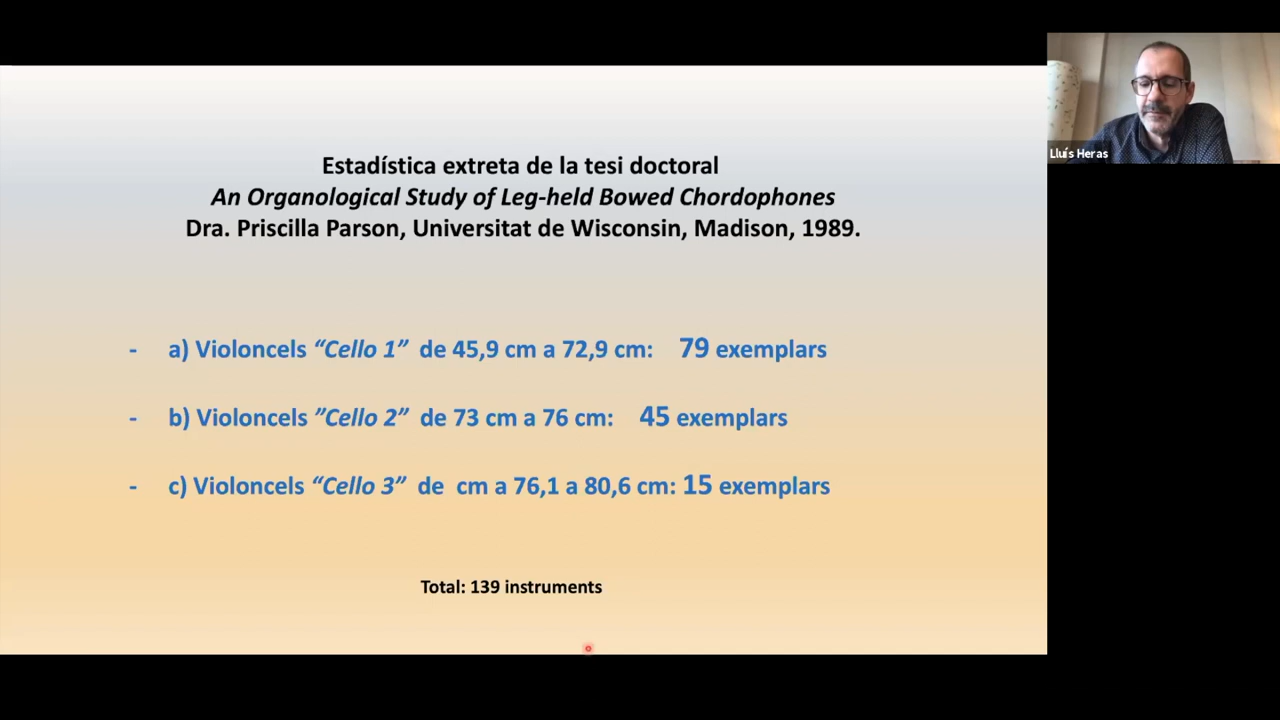 Estadística extreta de la tesi doctoral
An Organological Study of Leg-held Bowed Chordophones
Dra. Priscilla Parson, Universitat de Wisconsin, Madison, 1989.
- a) Violoncels “Cello 1” de 45,9 cm a 72,9 cm: 79 exemplars
- b) Violoncels ”Cello 2” de 73 cm a 76 cm: 45 exemplars
- c) Violoncels “Cello 3” de cm a 76,1 a 80,6 cm: 15 exemplars
Total: 139 instruments
Lluís Heras